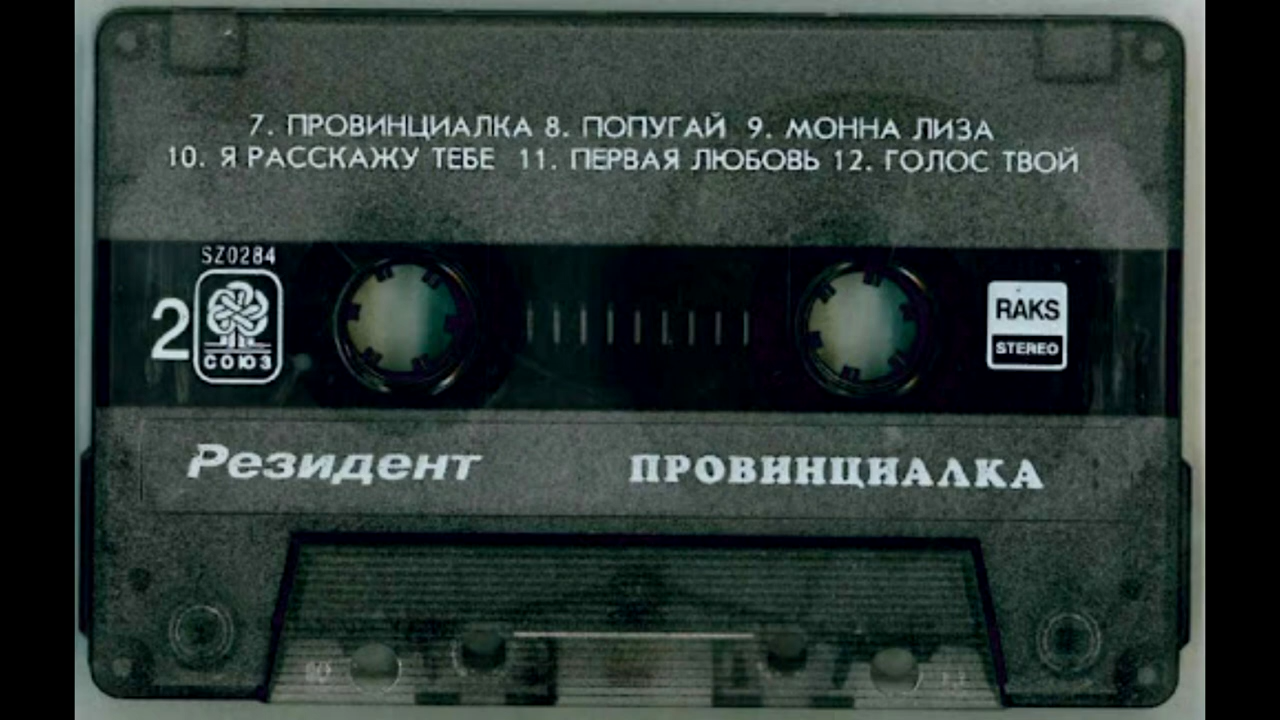 7. ПРОВИНЦИАЛКА 8. ПОПУГАЙ 9. МОННА ЛИЗА
10. Я РАССКАЖУ ТЕБЕ 11. ПЕРВАЯ ЛЮБОВЬ 12. ГОЛОС ТВОЙ
SZ0284
2
СОЮЗ
RAKS
STEREO
Резидент ПРОВИНЦИАЛКА